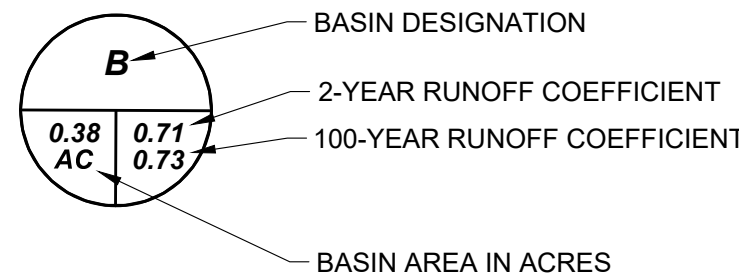 BASIN DESIGNATION
B
2-YEAR RUNOFF COEFFICIENT
0.38 0.71
100-YEAR RUNOFF COEFFICIENT
AC 0.73
BASIN AREA IN ACRES